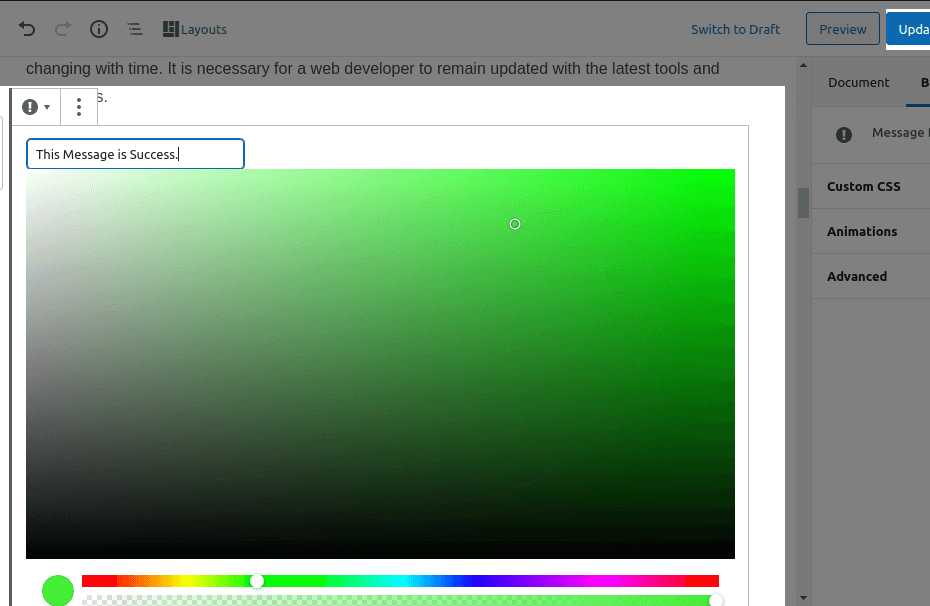 Layouts
Switch to Draft
Preview
Upda
changing with time. It is necessary for a web developer to remain updated with the latest tools and
s.
Document
B
Message
This Message is Success.
Custom CSS
Animations
Advanced